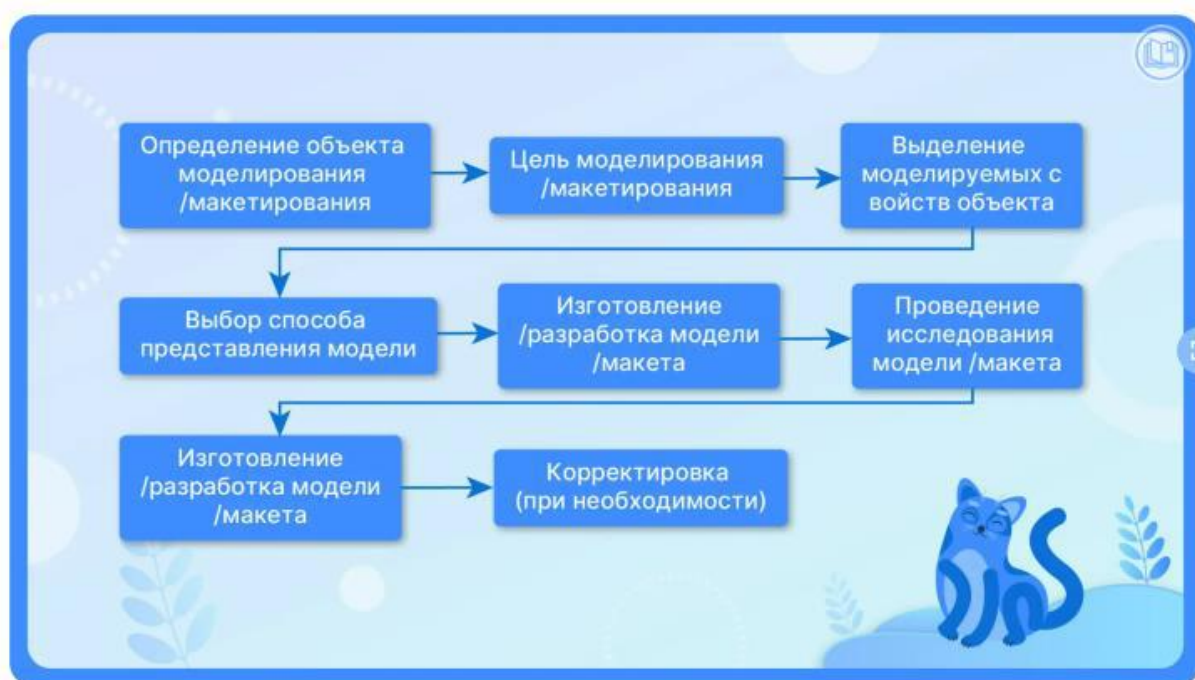 Определение объекта
моделирования
/макетирования
Цель моделирования
/макетирования
Выделение
моделируемых с
войств объекта
Выбор способа
представления модели
Изготовление
/разработка модели
/макета
Проведение
исследования
модели /макета
Изготовление
/разработка модели
/макета
Корректировка
(при необходимости)